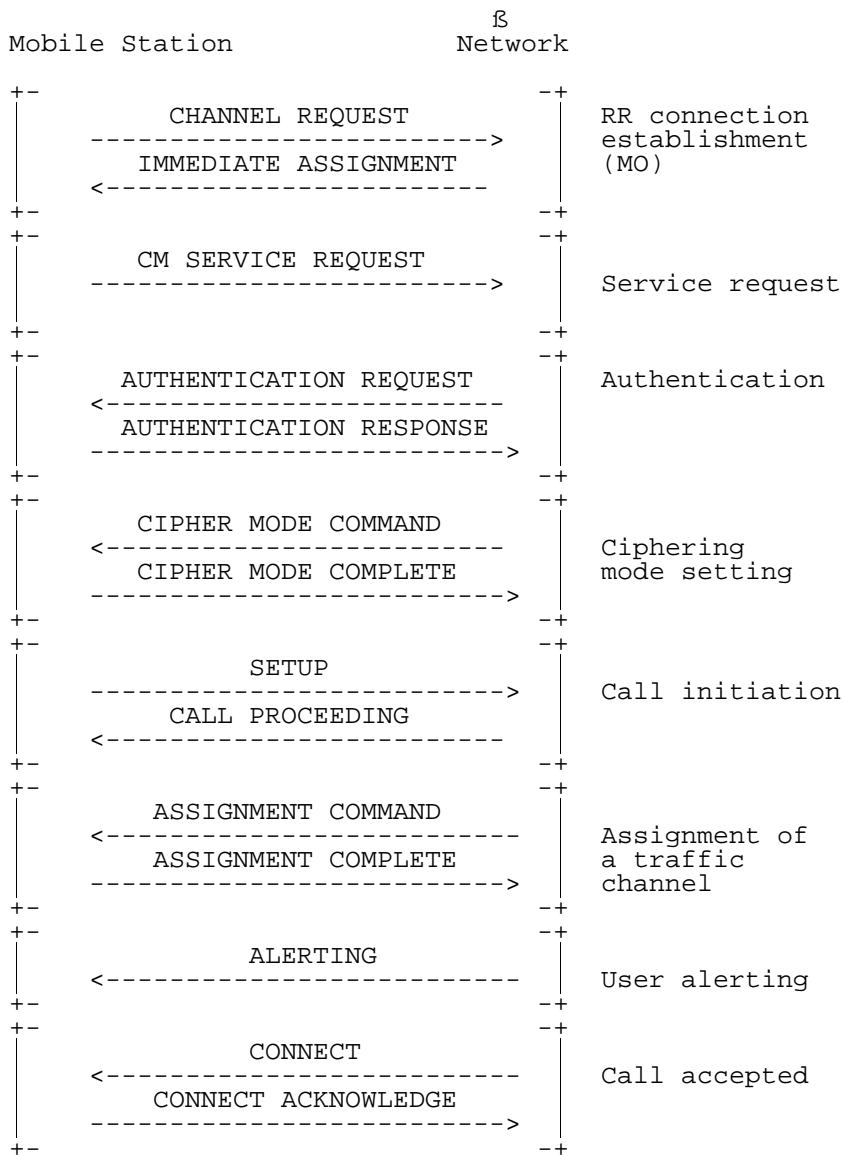 ß
Mobile Station Network
CHANNEL REQUEST RR connection
-------------------------> establishment
IMMEDIATE ASSIGNMENT (MO)
<------------------------
CM SERVICE REQUEST
-------------------------> Service request
AUTHENTICATION REQUEST Authentication
<-------------------------
AUTHENTICATION RESPONSE
-------------------------->
CIPHER MODE COMMAND
<------------------------- Ciphering
CIPHER MODE COMPLETE mode setting
-------------------------->
SETUP
--------------------------> Call initiation
CALL PROCEEDING
<-------------------------
ASSIGNMENT COMMAND
<-------------------------- Assignment of
ASSIGNMENT COMPLETE a traffic
--------------------------> channel
ALERTING
<-------------------------- User alerting
CONNECT
<-------------------------- Call accepted
CONNECT ACKNOWLEDGE
-------------------------->